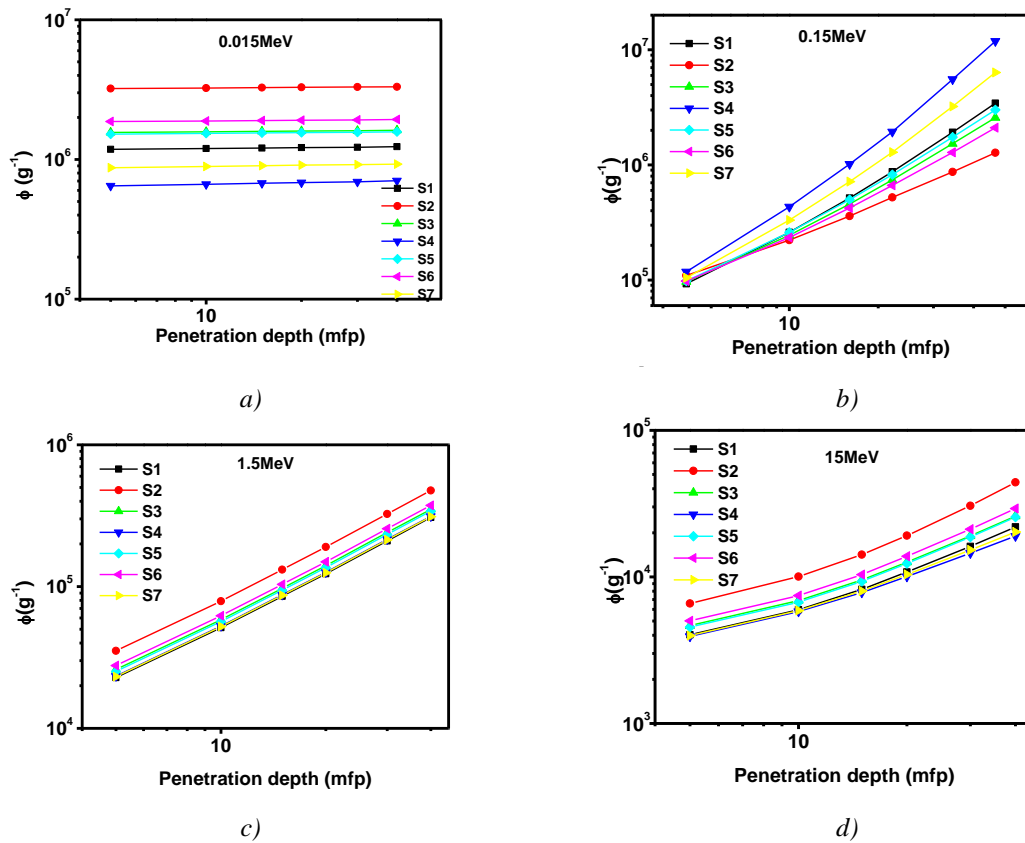 10⁷
0.015MeV
ϕ (g⁻¹)
10⁶
S1
S2
S3
S4
S5
S6
S7
10⁵
10
Penetration depth (mfp)
a)
0.15MeV
S1
S2
S3
S4
S5
S6
S7
10⁷
ϕ(g⁻¹)
10⁶
10⁵
10
Penetration depth (mfp)
b)
10⁶
1.5MeV
S1
S2
S3
S4
S5
S6
S7
ϕ(g⁻¹)
10⁵
10⁴
10
Penetration depth (mfp)
c)
10⁵
15MeV
S1
S2
S3
S4
S5
S6
S7
ϕ(g⁻¹)
10⁴
10³
10
Penetration depth (mfp)
d)